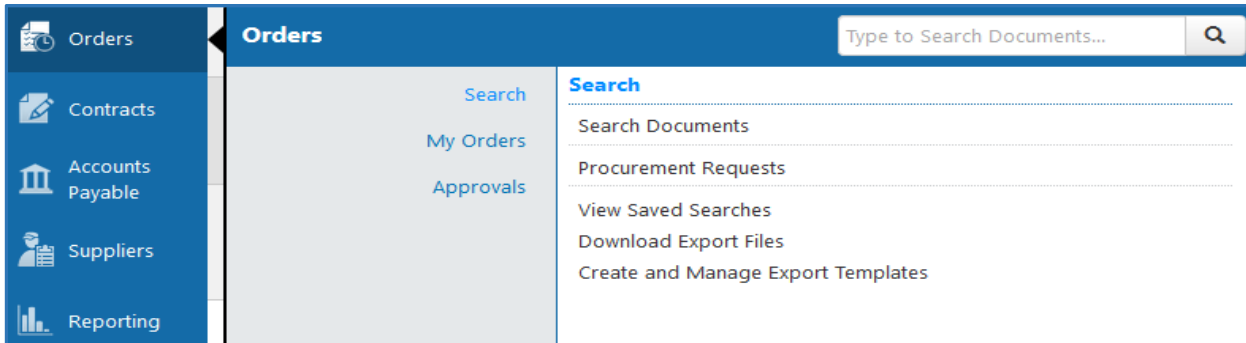 Orders
Contracts
Accounts
Payable
Suppliers
Reporting
Orders
Type to Search Documents...
Search
My Orders
Approvals
Search
Search Documents
Procurement Requests
View Saved Searches
Download Export Files
Create and Manage Export Templates